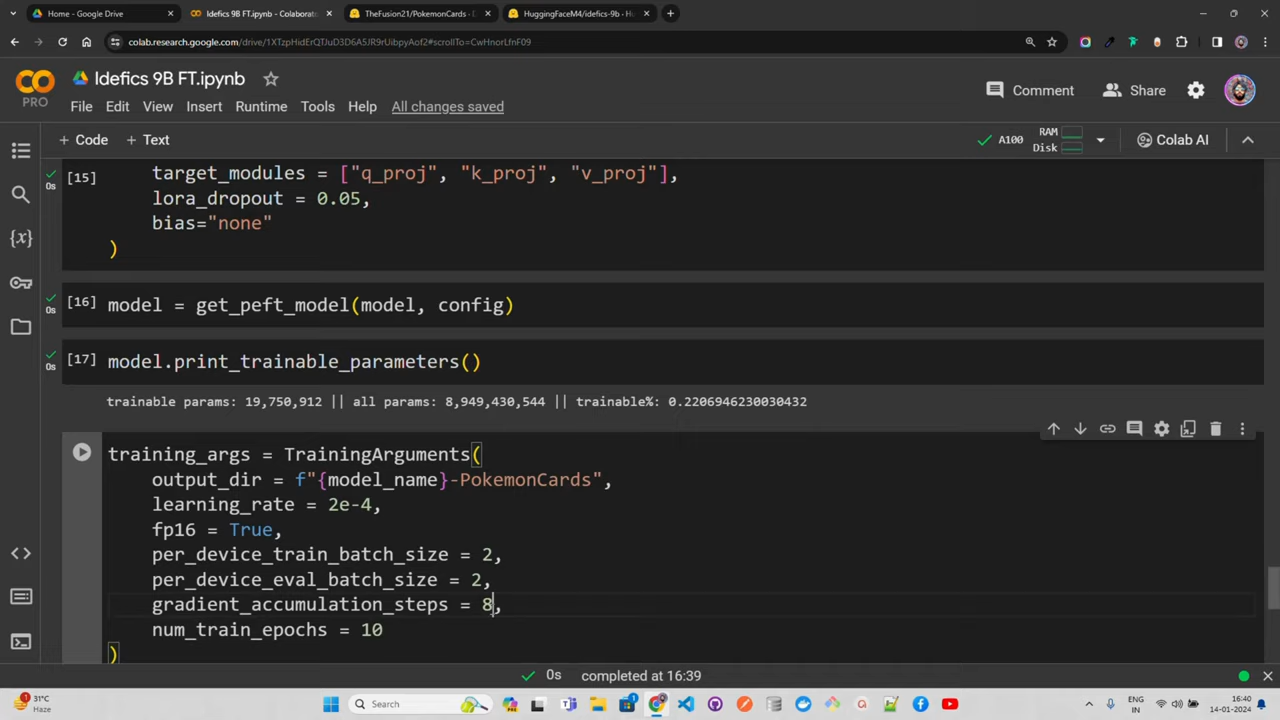 Home - Google Drive
Idefics 9B FT.ipynb - Colaborato
TheFusion21/PokemonCards · D
HuggingFaceM4/idefics-9b · Hu
colab.research.google.com/drive/1XTzpHidErQTJuD3D6A5JR9rUibpyAof2#scrollTo=CwHnorLfnF09
CO
PRO
Idefics 9B FT.ipynb
File Edit View Insert Runtime Tools Help All changes saved
Comment Share
+ Code + Text
A100 RAM Disk
Colab AI
[15] target_modules = ["q_proj", "k_proj", "v_proj"],
0s
lora_dropout = 0.05,
bias="none"
)
[16] model = get_peft_model(model, config)
0s
[17] model.print_trainable_parameters()
0s
trainable params: 19,750,912 || all params: 8,949,430,544 || trainable%: 0.2206946230030432
training_args = TrainingArguments(
output_dir = f"{model_name}-PokemonCards",
learning_rate = 2e-4,
fp16 = True,
per_device_train_batch_size = 2,
per_device_eval_batch_size = 2,
gradient_accumulation_steps = 8,
num_train_epochs = 10
)
0s completed at 16:39
31°C
Haze
Search
ENG
IN
16:40
14-01-2024